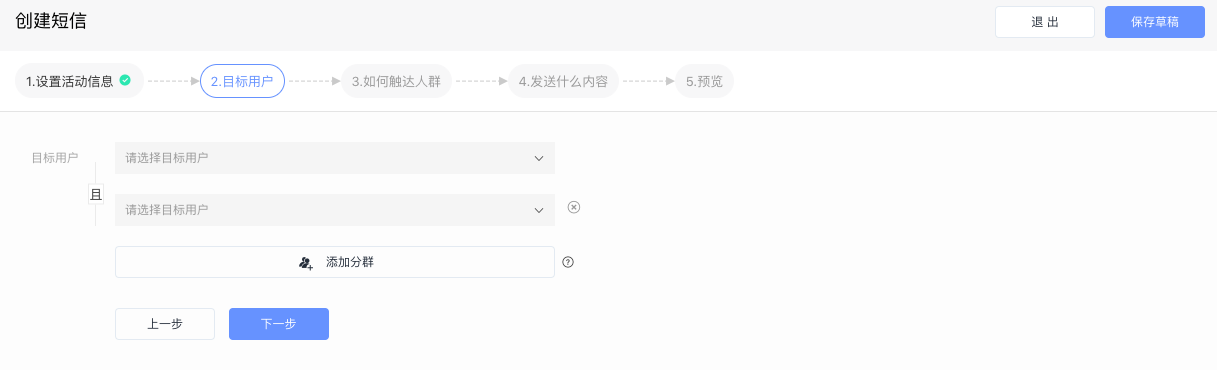 创建短信
退 出
保存草稿
1.设置活动信息
2.目标用户
3.如何触达人群
4.发送什么内容
5.预览
目标用户
请选择目标用户
且
请选择目标用户
添加分群
上一步
下一步